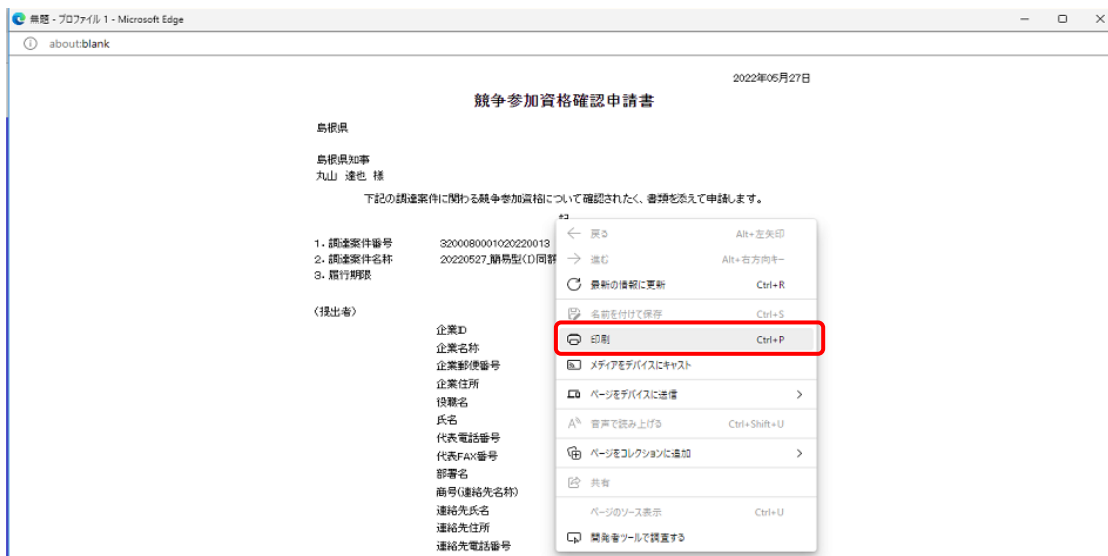 無題 - プロファイル 1 - Microsoft Edge
about:blank
2022年05月27日
競争参加資格確認申請書
島根県
島根県知事
丸山 達也 様
下記の調達案件に関わる競争参加資格について確認されたく、書類を添えて申請します。
1. 調達案件番号 3200080001020220013
2. 調達案件名称 20220527_簡易型(I)同
3. 履行期限
(提出者)
企業ID
企業名称
企業郵便番号
企業住所
役職名
氏名
代表電話番号
代表FAX番号
部署名
商号(連絡先名称)
連絡先氏名
連絡先住所
連絡先電話番号
戻る Alt+左矢印
進む Alt+右方向キー
最新の情報に更新 Ctrl+R
名前を付けて保存 Ctrl+S
印刷 Ctrl+P
メディアをデバイスにキャスト
ページをデバイスに送信
音声で読み上げる Ctrl+Shift+U
ページをコレクションに追加
共有
ページのソース表示 Ctrl+U
開発者ツールで調査する